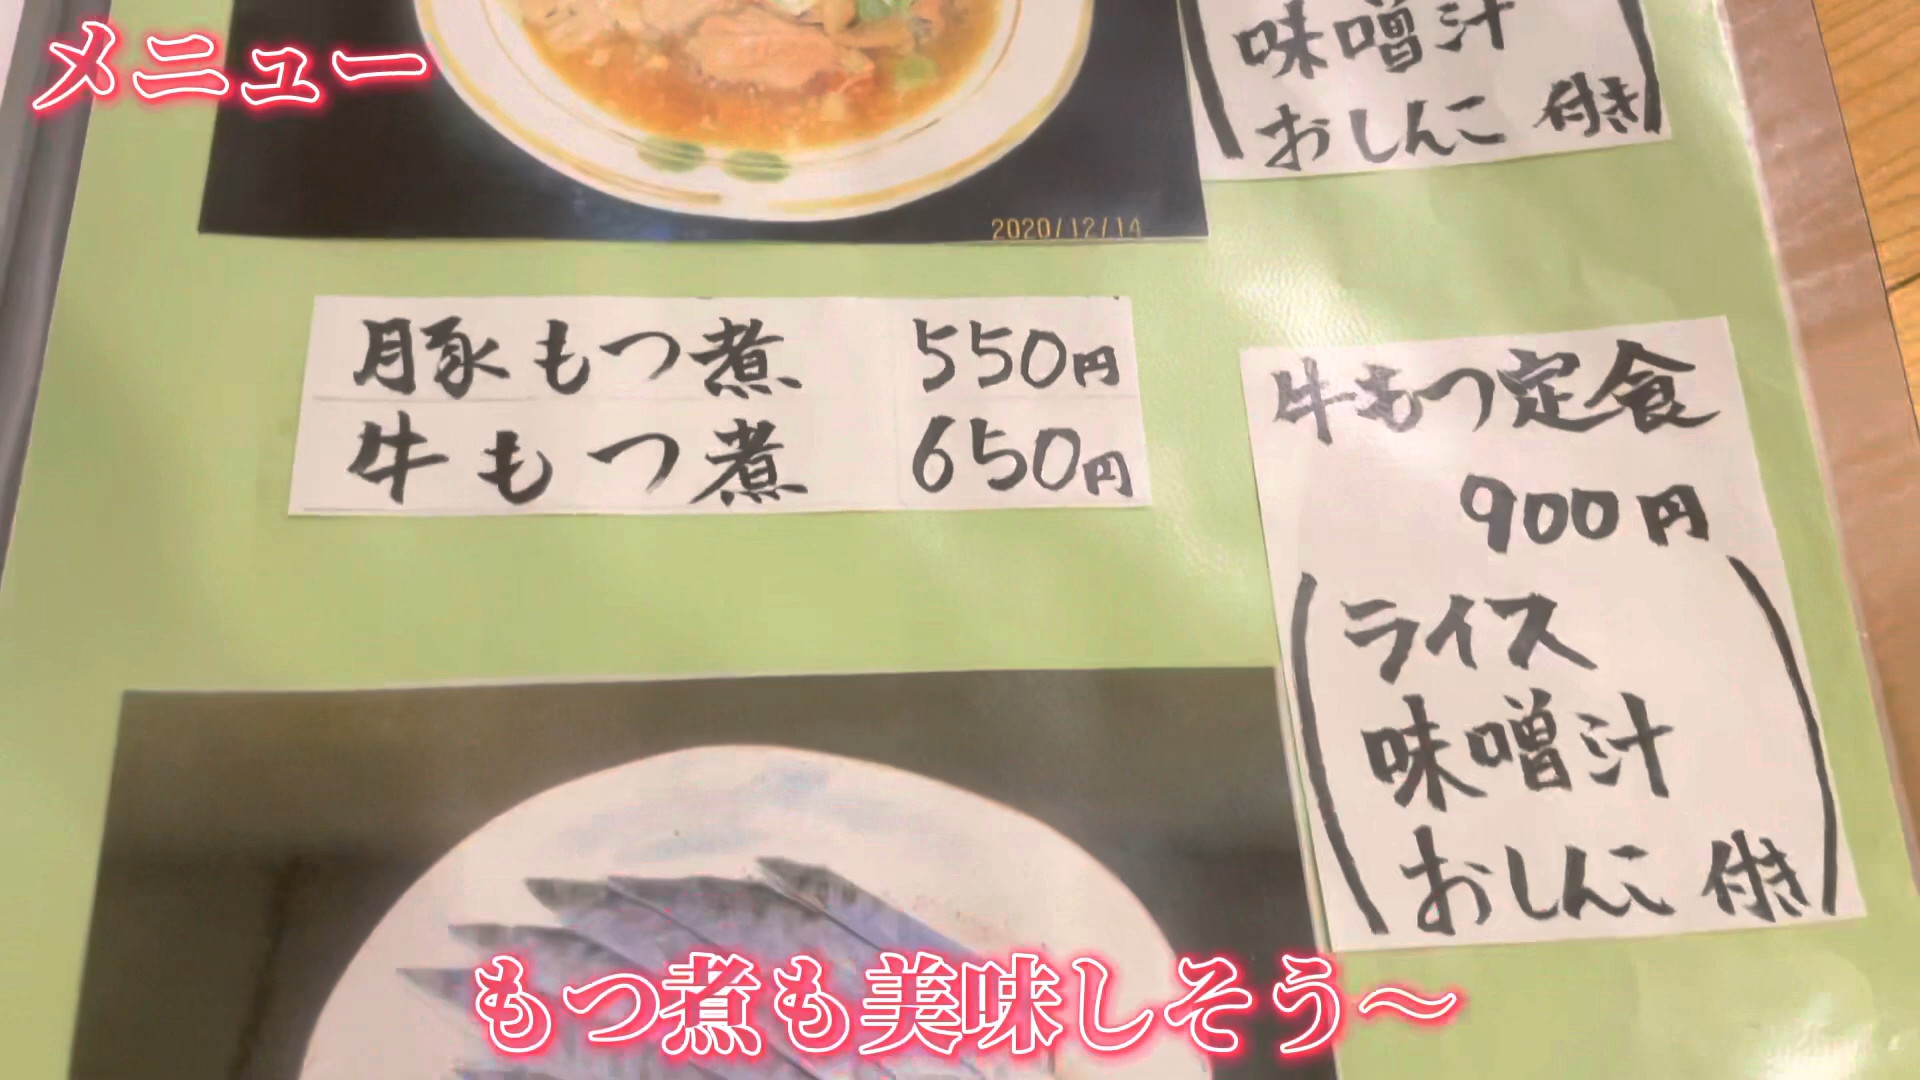 メニュー
味噌汁
おしんこ 付き
2020/12/14
豚もつ煮 550円
牛もつ煮 650円
牛もつ定食
900円
ライス
味噌汁
おしんこ 付き
もつ煮も美味しそう～